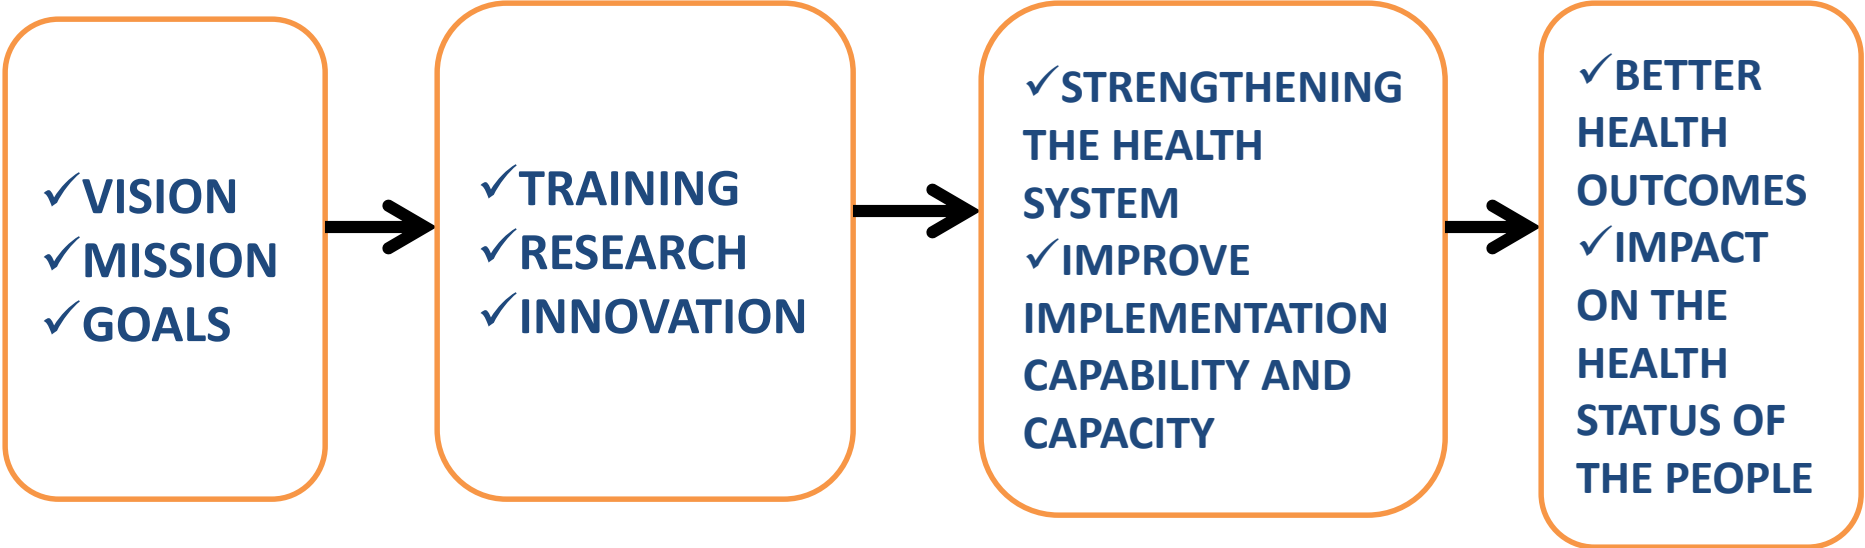 ✓VISION
✓MISSION
✓GOALS
✓TRAINING
✓RESEARCH
✓INNOVATION
✓STRENGTHENING
THE HEALTH
SYSTEM
✓IMPROVE
IMPLEMENTATION
CAPABILITY AND
CAPACITY
✓BETTER
HEALTH
OUTCOMES
✓IMPACT
ON THE
HEALTH
STATUS OF
THE PEOPLE